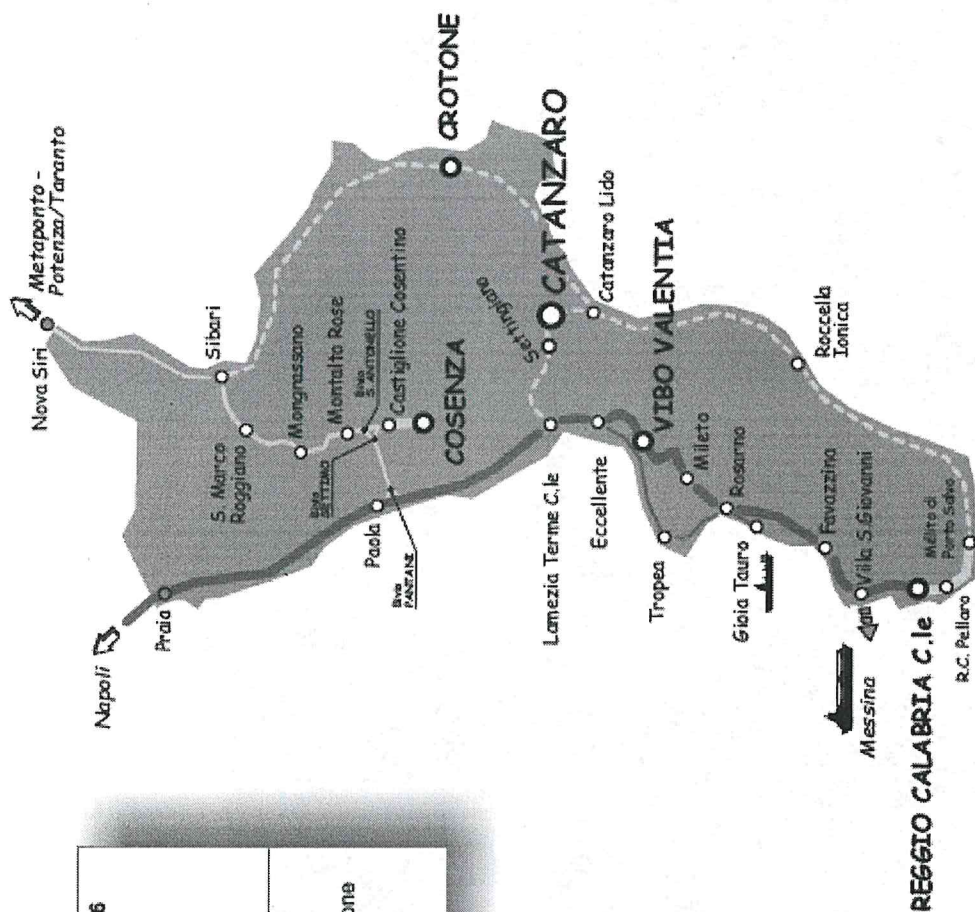 Metaponto -
Potenza/Taranto
Nova Siri
Napoli
Praia
Sibari
S. Marco
Roggiano
Mongrassano
Montalto Rose
Bivio
S. ANTONELLO
Castiglione Cosentino
Bivio
SETTIMO
COSENZA
CROTONE
Paola
Bivio
PANTANI
Settingiano
CATANZARO
Catanzaro Lido
Lamezia Terme C.le
Eccellente
VIBO VALENTIA
Tropea
Mileto
Rosarno
Gioia Tauro
Roccella
Ionica
Favazzina
Villa S.Giovanni
Messina
Melito di
Porto Salvo
REGGIO CALABRIA C.le
R.C. Pellaro
6
one